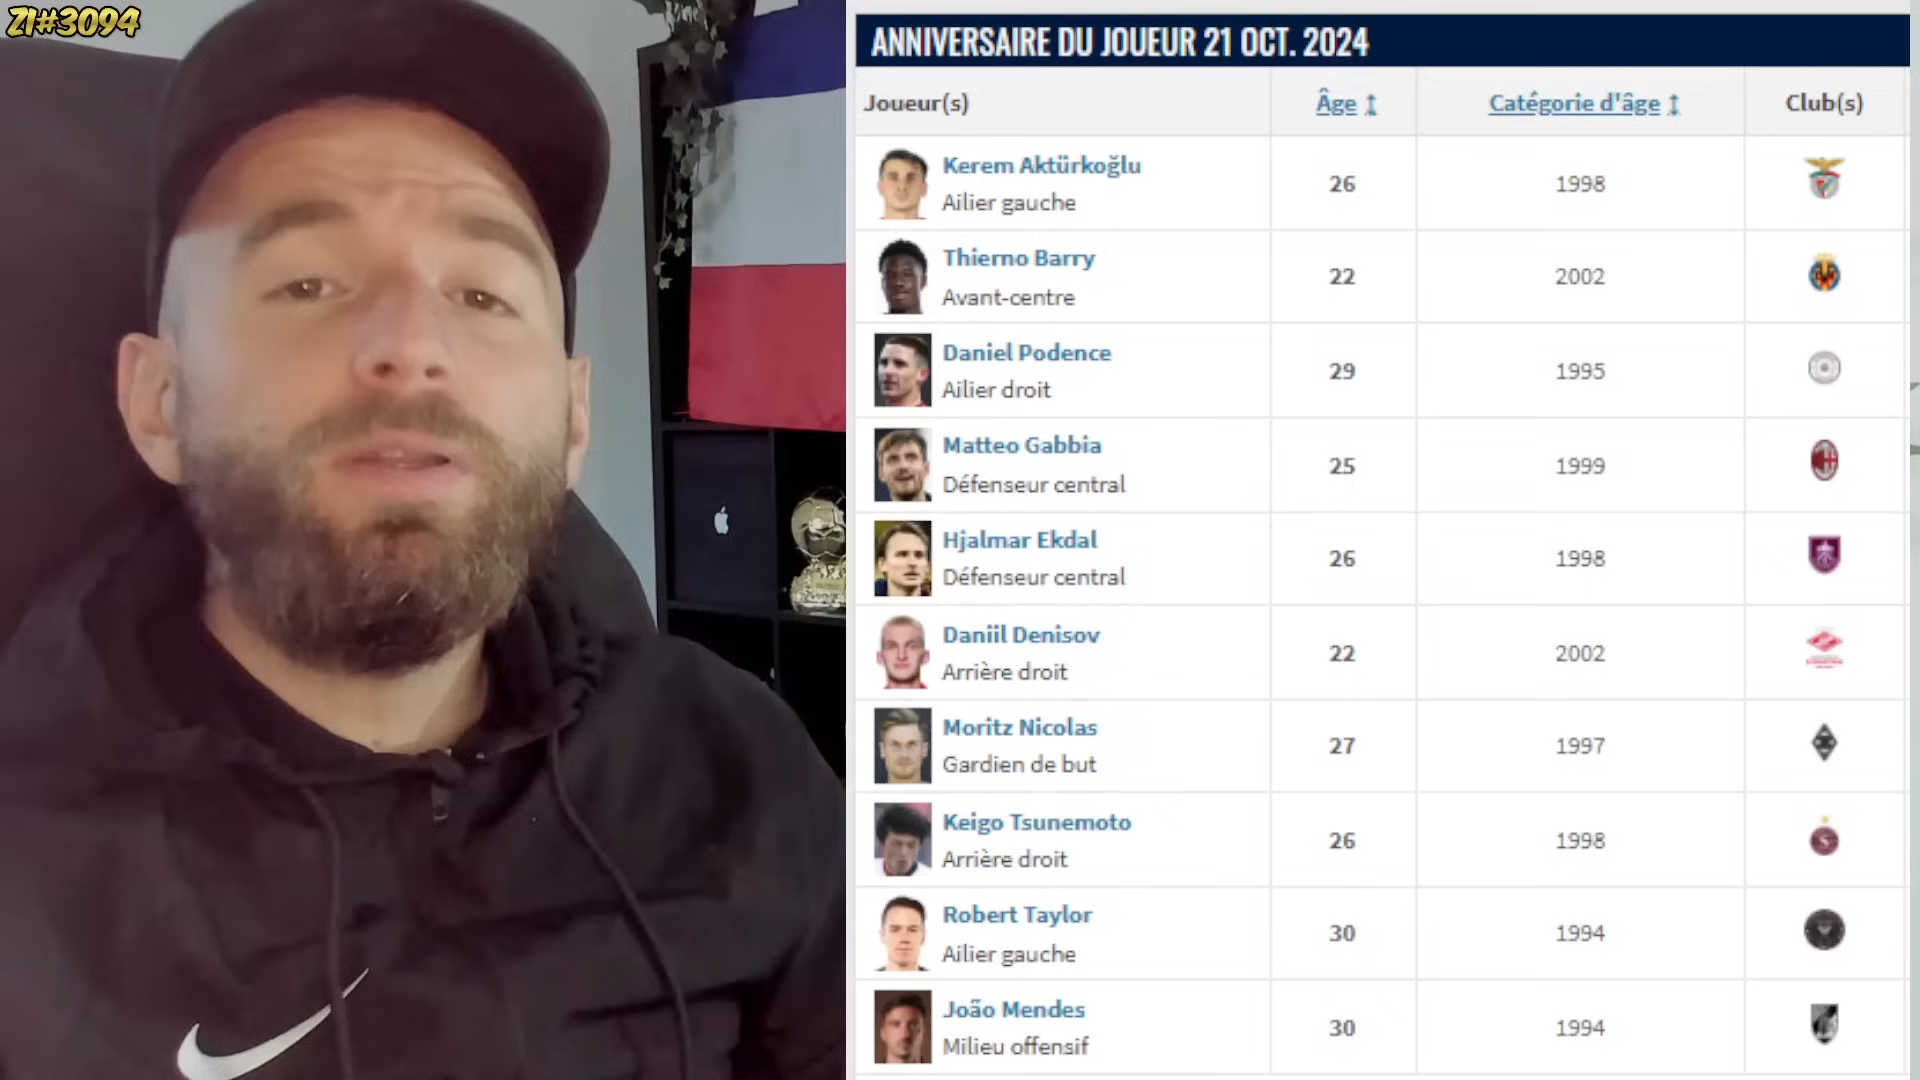 ZI#3094
ANNIVERSAIRE DU JOUEUR 21 OCT. 2024
Joueur(s) Âge Catégorie d'âge Club(s)
Kerem Aktürkoğlu
Ailier gauche
26 1998
Thierno Barry
Avant-centre
22 2002
Daniel Podence
Ailier droit
29 1995
Matteo Gabbia
Défenseur central
25 1999
Hjalmar Ekdal
Défenseur central
26 1998
Daniil Denisov
Arrière droit
22 2002
Moritz Nicolas
Gardien de but
27 1997
Keigo Tsunemoto
Arrière droit
26 1998
Robert Taylor
Ailier gauche
30 1994
João Mendes
Milieu offensif
30 1994